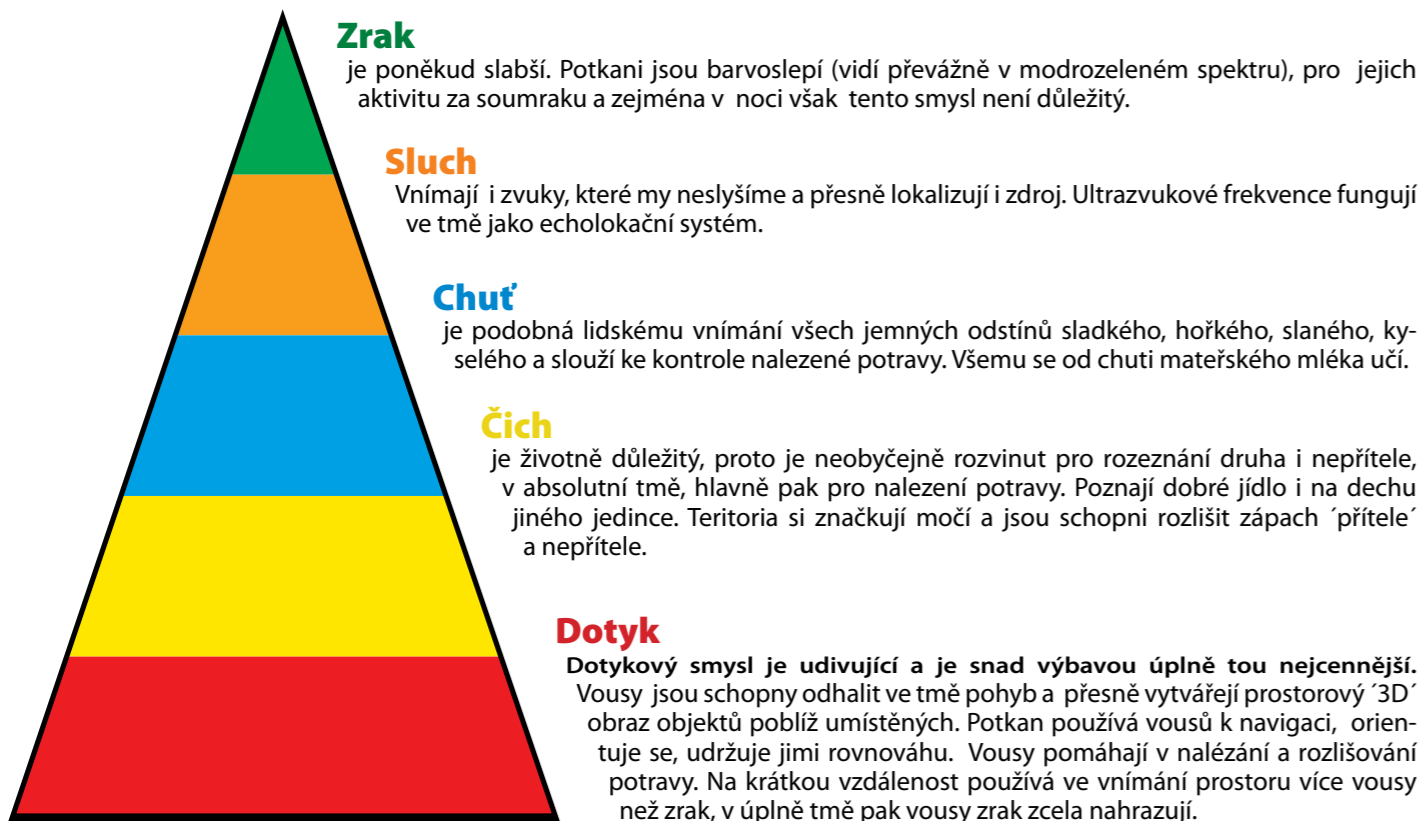 Zrak
je poněkud slabší. Potkani jsou barvoslepí (vidí převážně v modrozeleném spektru), pro jejich
aktivitu za soumraku a zejména v noci však tento smysl není důležitý.
Sluch
Vnímají i zvuky, které my neslyšíme a přesně lokalizují i zdroj. Ultrazvukové frekvence fungují
ve tmě jako echolokační systém.
Chuť
je podobná lidskému vnímání všech jemných odstínů sladkého, hořkého, slaného, ky-
selého a slouží ke kontrole nalezené potravy. Všemu se od chuti mateřského mléka učí.
Čich
je životně důležitý, proto je neobyčejně rozvinut pro rozeznání druha i nepřítele,
v absolutní tmě, hlavně pak pro nalezení potravy. Poznají dobré jídlo i na dechu
jiného jedince. Teritoria si značkují močí a jsou schopni rozlišit zápach ´přítele´
a nepřítele.
Dotyk
Dotykový smysl je udivující a je snad výbavou úplně tou nejcennější.
Vousy jsou schopny odhalit ve tmě pohyb a přesně vytvářejí prostorový ´3D´
obraz objektů poblíž umístěných. Potkan používá vousů k navigaci, orien-
tuje se, udržuje jimi rovnováhu. Vousy pomáhají v nalézání a rozlišování
potravy. Na krátkou vzdálenost používá ve vnímání prostoru více vousy
než zrak, v úplně tmě pak vousy zrak zcela nahrazují.